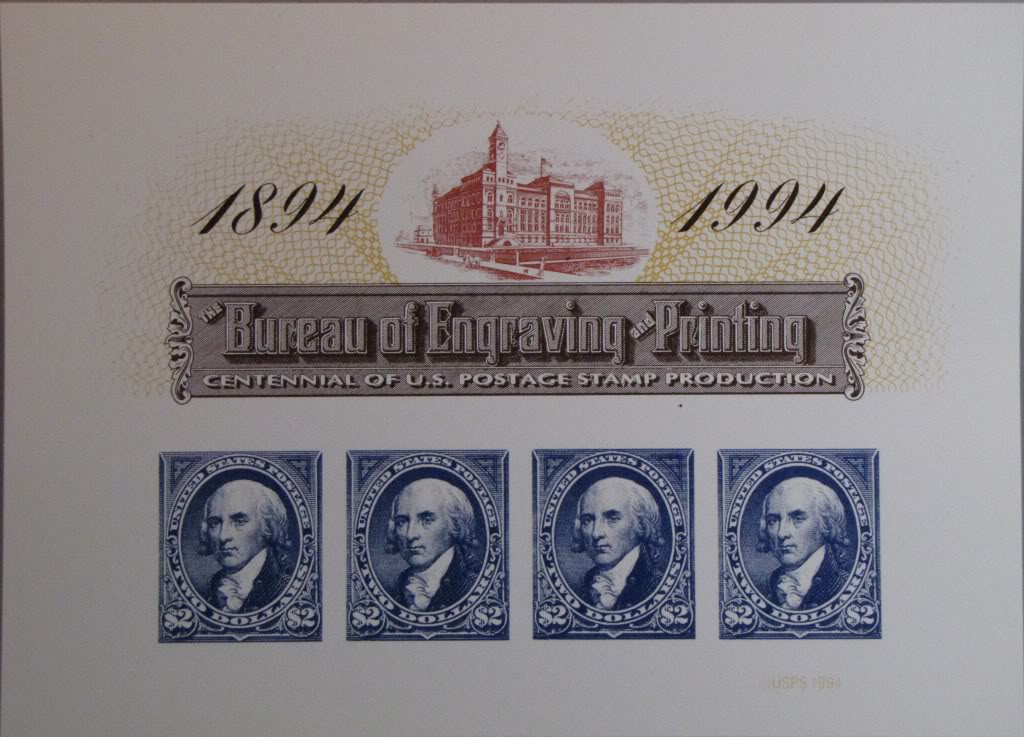 1894
1994
THE Bureau of Engraving and Printing
CENTENNIAL OF U.S. POSTAGE STAMP PRODUCTION
UNITED STATES POSTAGE
$2 TWO DOLLARS $2
UNITED STATES POSTAGE
$2 TWO DOLLARS $2
UNITED STATES POSTAGE
$2 TWO DOLLARS $2
UNITED STATES POSTAGE
$2 TWO DOLLARS $2
©USPS 1994